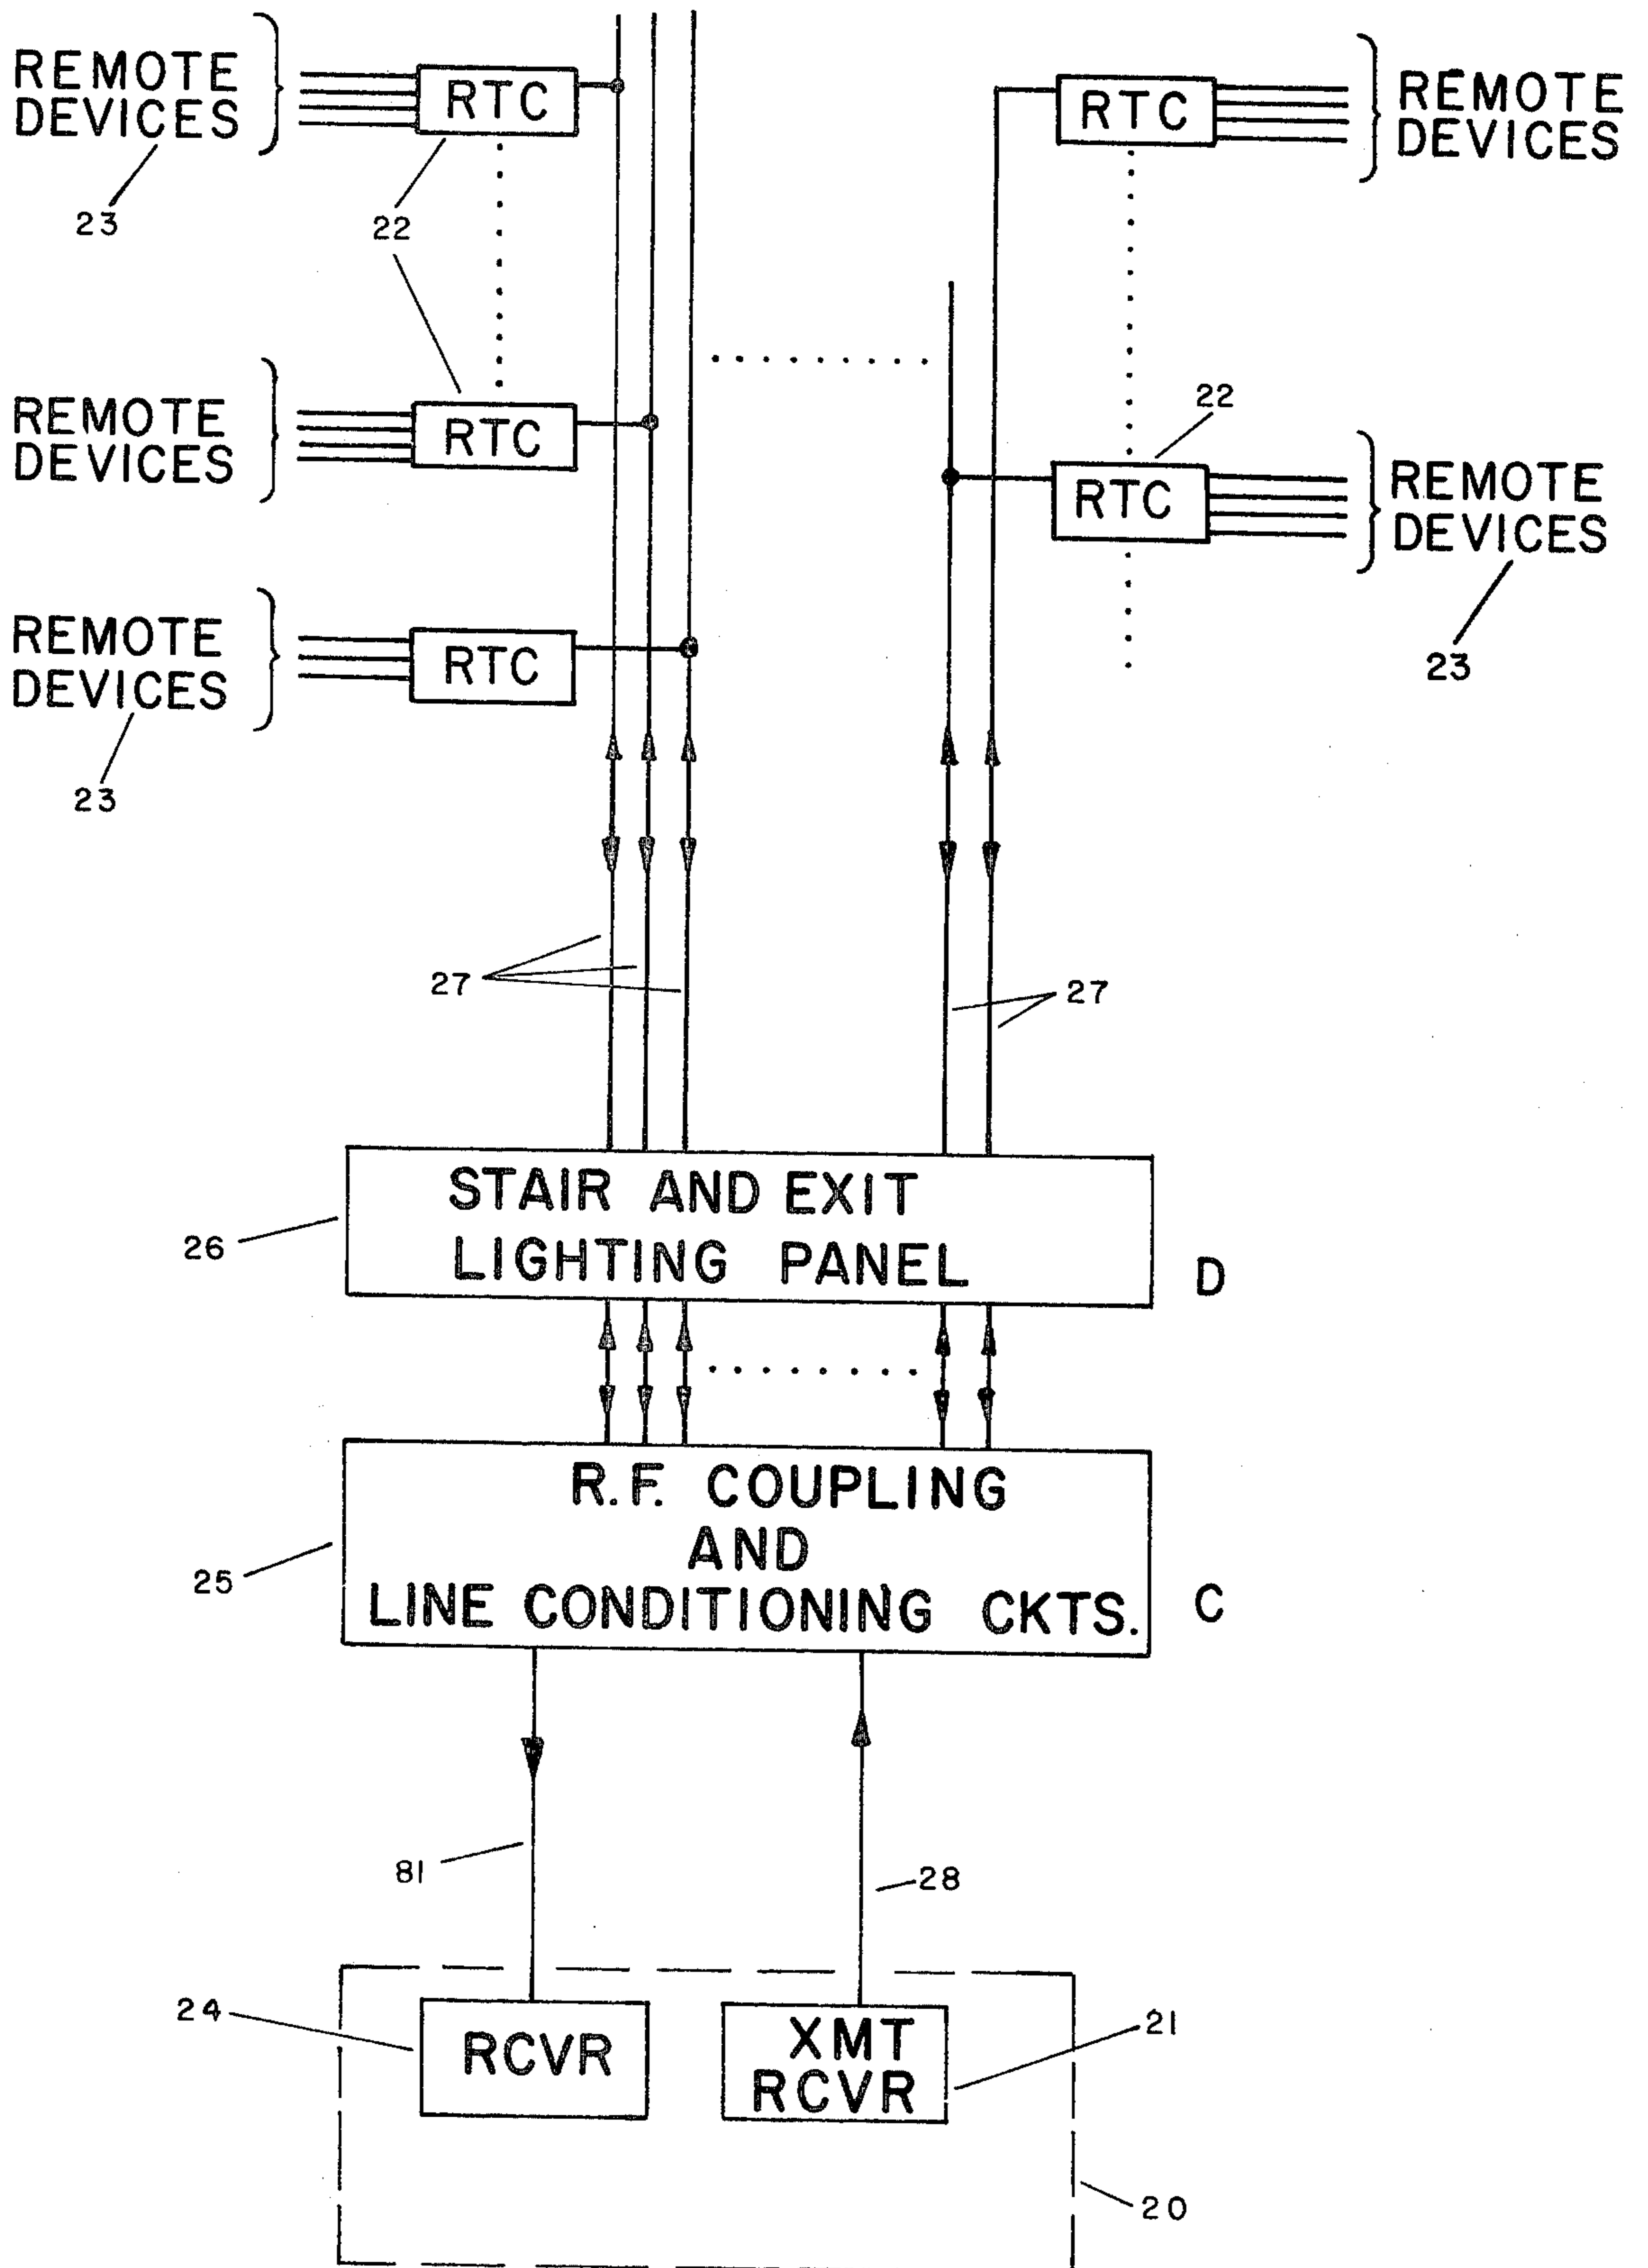 REMOTE
DEVICES
RTC
RTC
REMOTE
DEVICES
23
22
REMOTE
DEVICES
RTC
22
RTC
REMOTE
DEVICES
REMOTE
DEVICES
RTC
23
23
27
27
STAIR AND EXIT
LIGHTING PANEL
26
D
R.F. COUPLING
AND
LINE CONDITIONING CKTS.
25
C
81
28
24
RCVR
XMT
RCVR
21
20